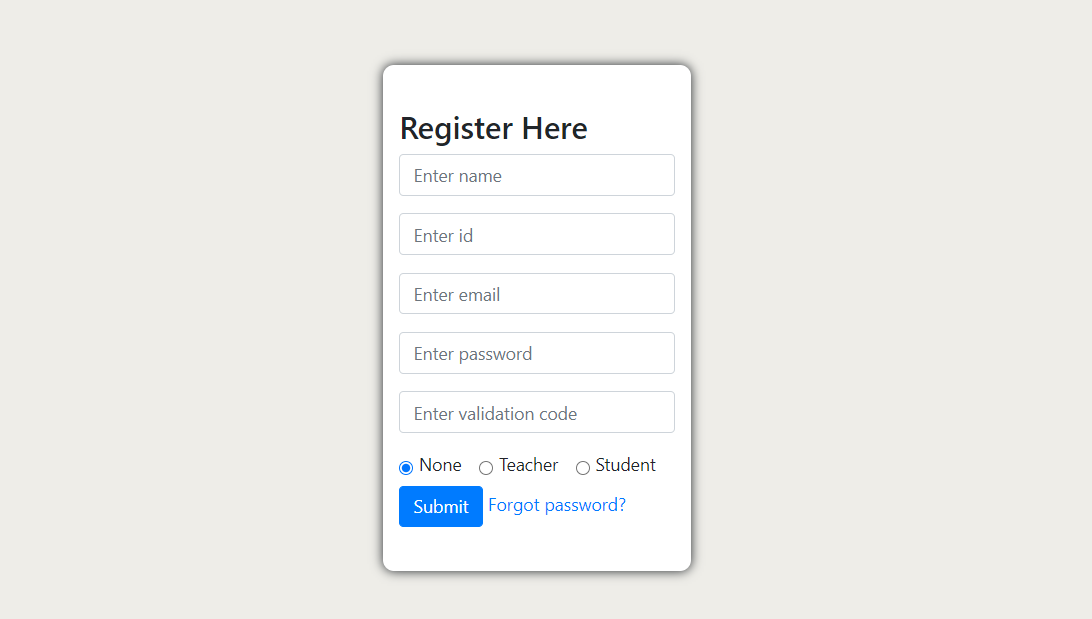 Register Here
Enter name
Enter id
Enter email
Enter password
Enter validation code
None Teacher Student
Submit Forgot password?